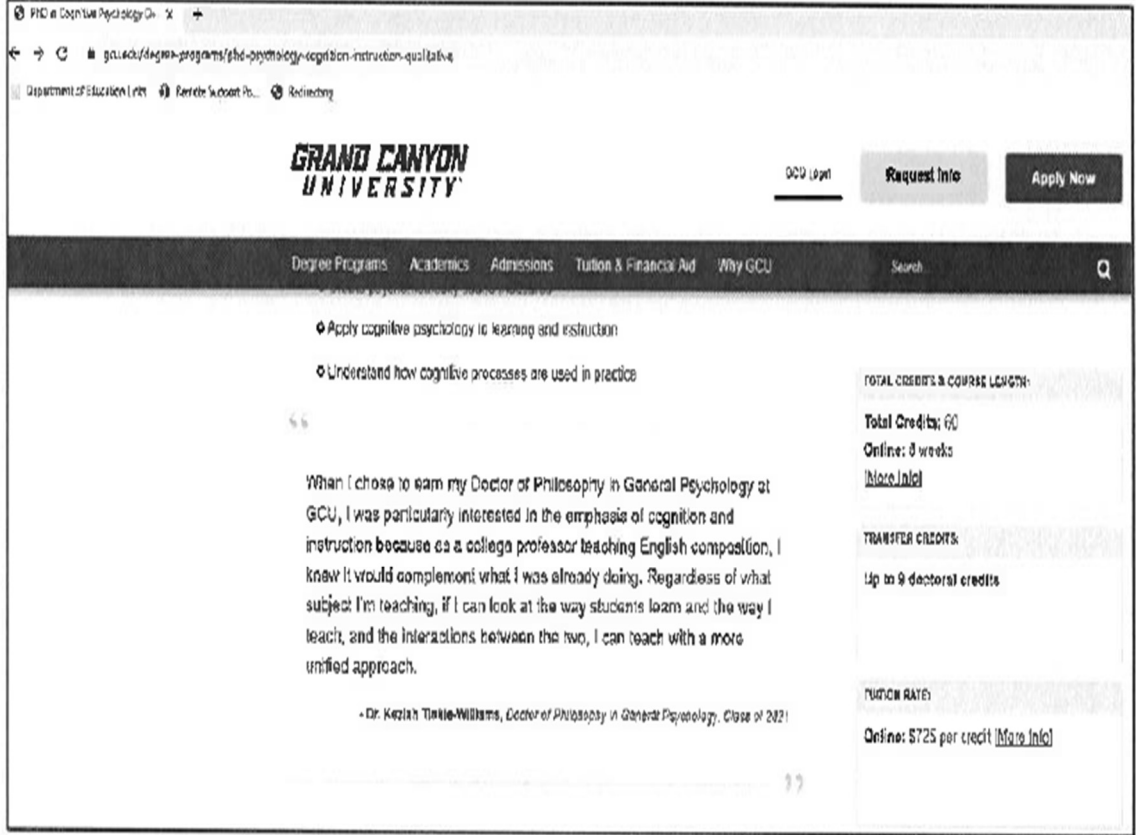 PhD in Cognitive Psychology
gcu.edu/degree-programs/phd-psychology-cognition-instruction-qualitative
Department of Education Links Remote Support Po... Redirecting
GRAND CANYON
UNIVERSITY
GCU Login Request Info Apply Now
Degree Programs Academics Admissions Tuition & Financial Aid Why GCU Search
Apply cognitive psychology to learning and instruction
Understand how cognitive processes are used in practice
“
When I chose to earn my Doctor of Philosophy in General Psychology at
GCU, I was particularly interested in the emphasis of cognition and
instruction because as a college professor teaching English composition, I
knew it would complement what I was already doing. Regardless of what
subject I'm teaching, if I can look at the way students learn and the way I
teach, and the interactions between the two, I can teach with a more
unified approach.
- Dr. Keziah Tinkle-Williams, Doctor of Philosophy in General Psychology, Class of 2021
”
TOTAL CREDITS & COURSE LENGTH:
Total Credits: 60
Online: 8 weeks
[More Info]
TRANSFER CREDITS:
Up to 9 doctoral credits
TUITION RATE:
Online: $725 per credit [More Info]